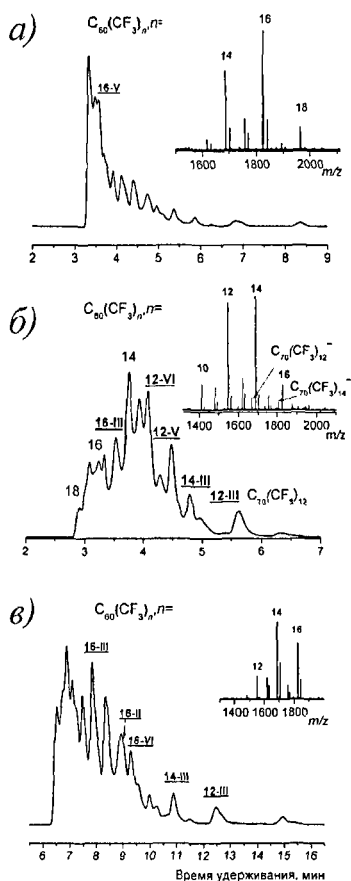 а)
C60(CF3)n, n=
16-V
14
16
18
1600 1800 2000
m/z
2 3 4 5 6 7 8 9
б)
C60(CF3)n, n=
18
16
16-III
14
12-VI
12-V
14-III
12-III
C70(CF3)12
10
12
14
16
C70(CF3)12−
C70(CF3)14−
1400 1600 1800 2000
m/z
2 3 4 5 6 7
в)
C60(CF3)n, n=
16-III
16-II
16-VI
14-III
12-III
12
14
16
1400 1600 1800
m/z
6 7 8 9 10 11 12 13 14 15 16
Время удерживания, мин